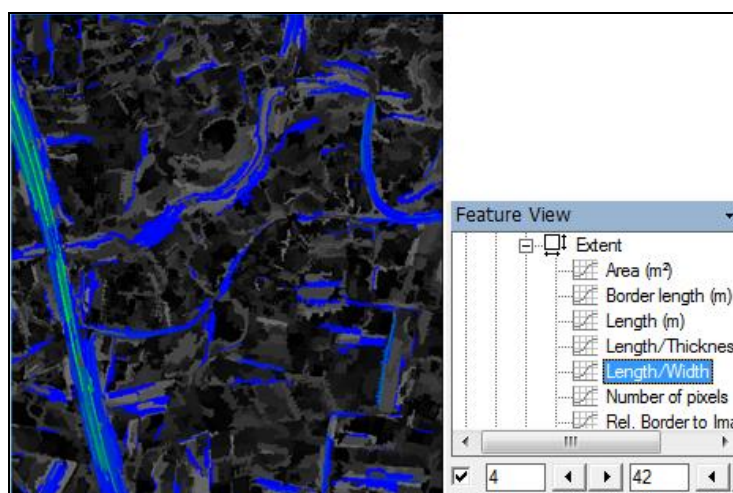 Feature View
Extent
Area (m²)
Border length (m)
Length (m)
Length/Thicknes
Length/Width
Number of pixels
Rel. Border to Ima
4 42